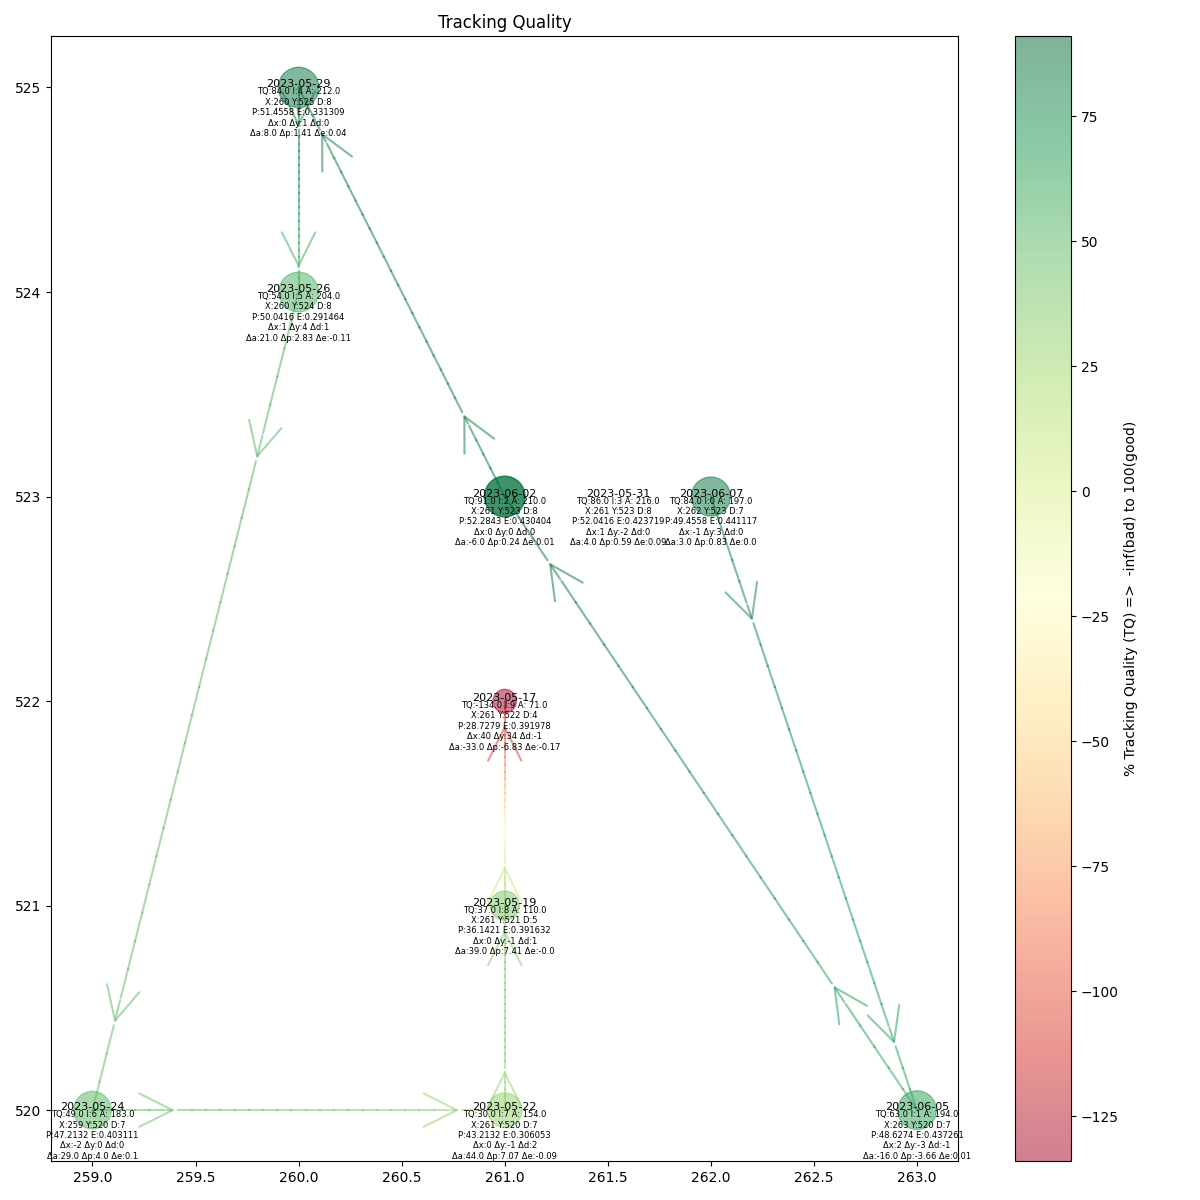 Tracking Quality
525
524
523
522
521
520
2023-05-29
TQ:84.0 I:4 A: 212.0
X:260 Y:525 D:8
P:51.4558 E:0.331309
Δx:0 Δy:1 Δd:0
Δa:8.0 Δp:1.41 Δe:0.04
2023-05-26
TQ:54.0 I:5 A: 204.0
X:260 Y:524 D:8
P:50.0416 E:0.291464
Δx:1 Δy:4 Δd:1
Δa:21.0 Δp:2.83 Δe:-0.11
2023-06-02
TQ:91.0 I:2 A: 210.0
X:261 Y:523 D:8
P:52.2843 E:0.430404
Δx:0 Δy:0 Δd:0
Δa:-6.0 Δp:0.24 Δe:0.01
2023-05-31
TQ:86.0 I:3 A: 216.0
X:261 Y:523 D:8
P:52.0416 E:0.423719
Δx:1 Δy:-2 Δd:0
Δa:4.0 Δp:0.59 Δe:0.09
2023-06-07
TQ:84.0 I:0 A: 197.0
X:262 Y:523 D:7
P:49.4558 E:0.441117
Δx:-1 Δy:3 Δd:0
Δa:3.0 Δp:0.83 Δe:0.0
2023-05-17
TQ:-134.0 I:9 A: 71.0
X:261 Y:522 D:4
P:28.7279 E:0.391978
Δx:40 Δy:34 Δd:-1
Δa:-33.0 Δp:-6.83 Δe:-0.17
2023-05-19
TQ:37.0 I:8 A: 110.0
X:261 Y:521 D:5
P:36.1421 E:0.391632
Δx:0 Δy:-1 Δd:1
Δa:39.0 Δp:7.41 Δe:-0.0
2023-05-24
TQ:49.0 I:6 A: 183.0
X:259 Y:520 D:7
P:47.2132 E:0.403111
Δx:-2 Δy:0 Δd:0
Δa:29.0 Δp:4.0 Δe:0.1
2023-05-22
TQ:30.0 I:7 A: 154.0
X:261 Y:520 D:7
P:43.2132 E:0.306053
Δx:0 Δy:-1 Δd:2
Δa:44.0 Δp:7.07 Δe:-0.09
2023-06-05
TQ:63.0 I:1 A: 194.0
X:263 Y:520 D:7
P:48.6274 E:0.437261
Δx:2 Δy:-3 Δd:-1
Δa:-16.0 Δp:-3.66 Δe:0.01
259.0 259.5 260.0 260.5 261.0 261.5 262.0 262.5 263.0
75
50
25
0
−25
−50
−75
−100
−125
% Tracking Quality (TQ) => -inf(bad) to 100(good)